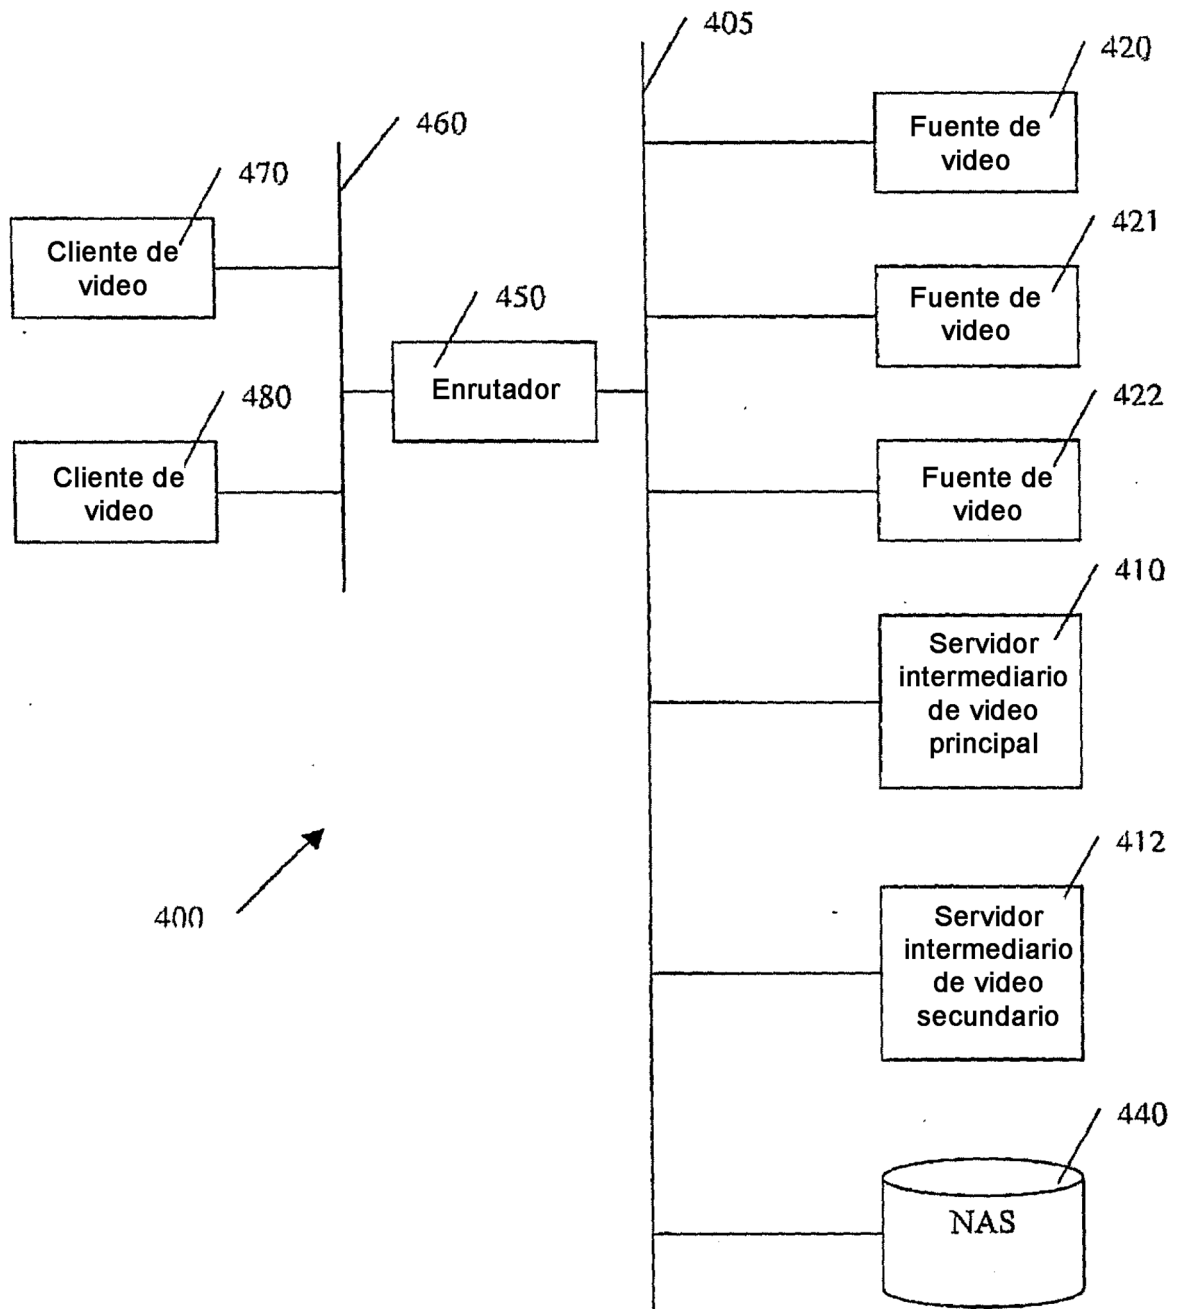 405
420
Fuente de
video
460
470
Cliente de
video
421
Fuente de
video
450
Enrutador
480
Cliente de
video
422
Fuente de
video
410
Servidor
intermediario
de video
principal
412
Servidor
intermediario
de video
secundario
400
440
NAS